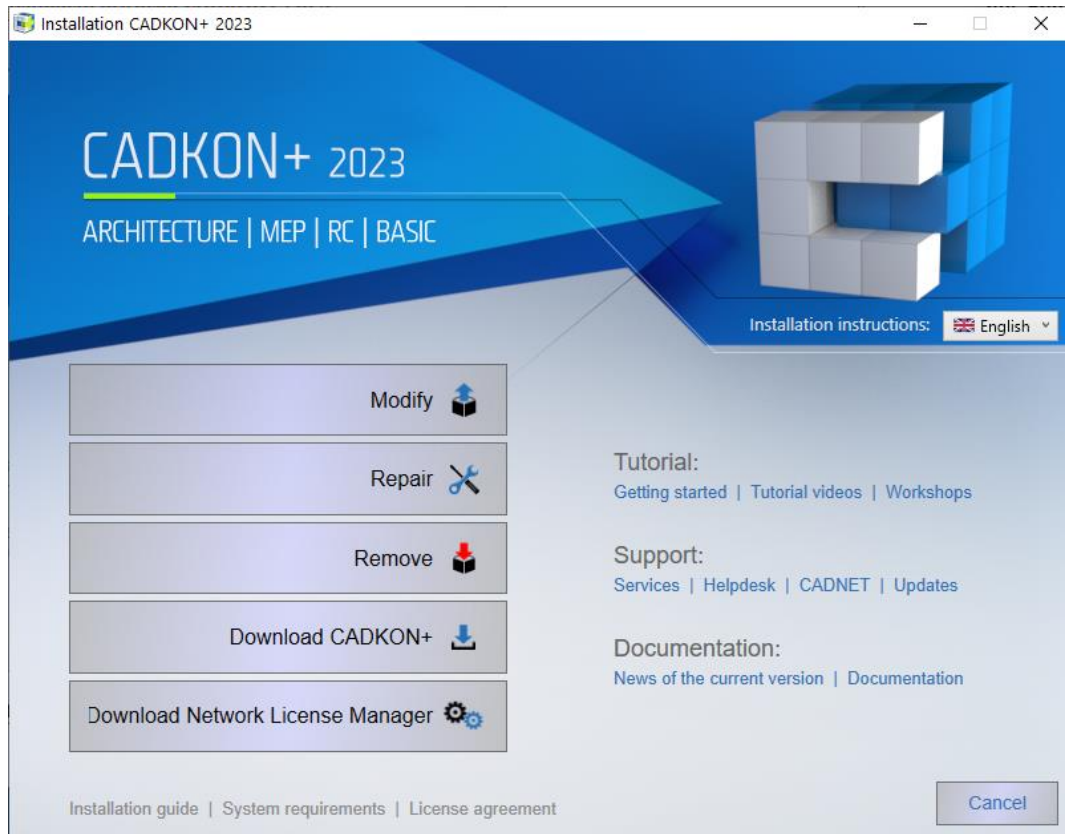 Installation CADKON+ 2023
CADKON+ 2023
ARCHITECTURE | MEP | RC | BASIC
Installation instructions: English
Modify
Repair
Remove
Download CADKON+
Download Network License Manager
Tutorial:
Getting started | Tutorial videos | Workshops
Support:
Services | Helpdesk | CADNET | Updates
Documentation:
News of the current version | Documentation
Installation guide | System requirements | License agreement
Cancel